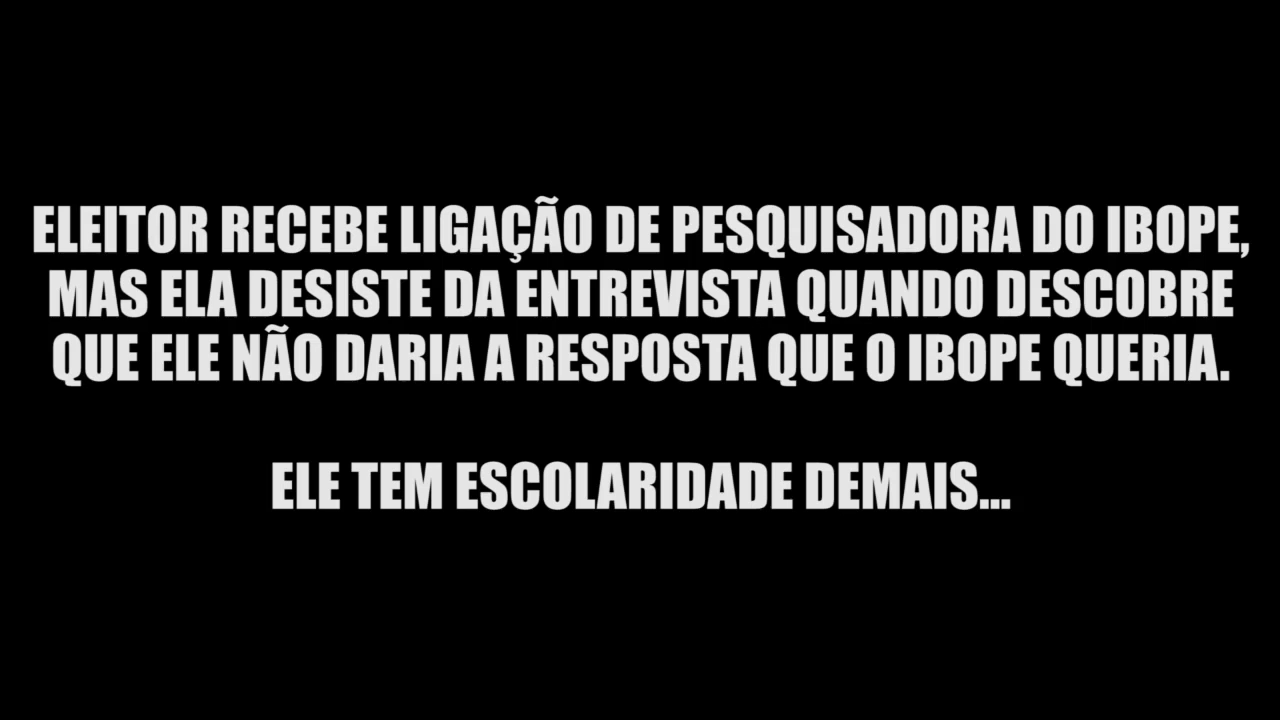 ELEITOR RECEBE LIGAÇÃO DE PESQUISADORA DO IBOPE,
MAS ELA DESISTE DA ENTREVISTA QUANDO DESCOBRE
QUE ELE NÃO DARIA A RESPOSTA QUE O IBOPE QUERIA.
ELE TEM ESCOLARIDADE DEMAIS...